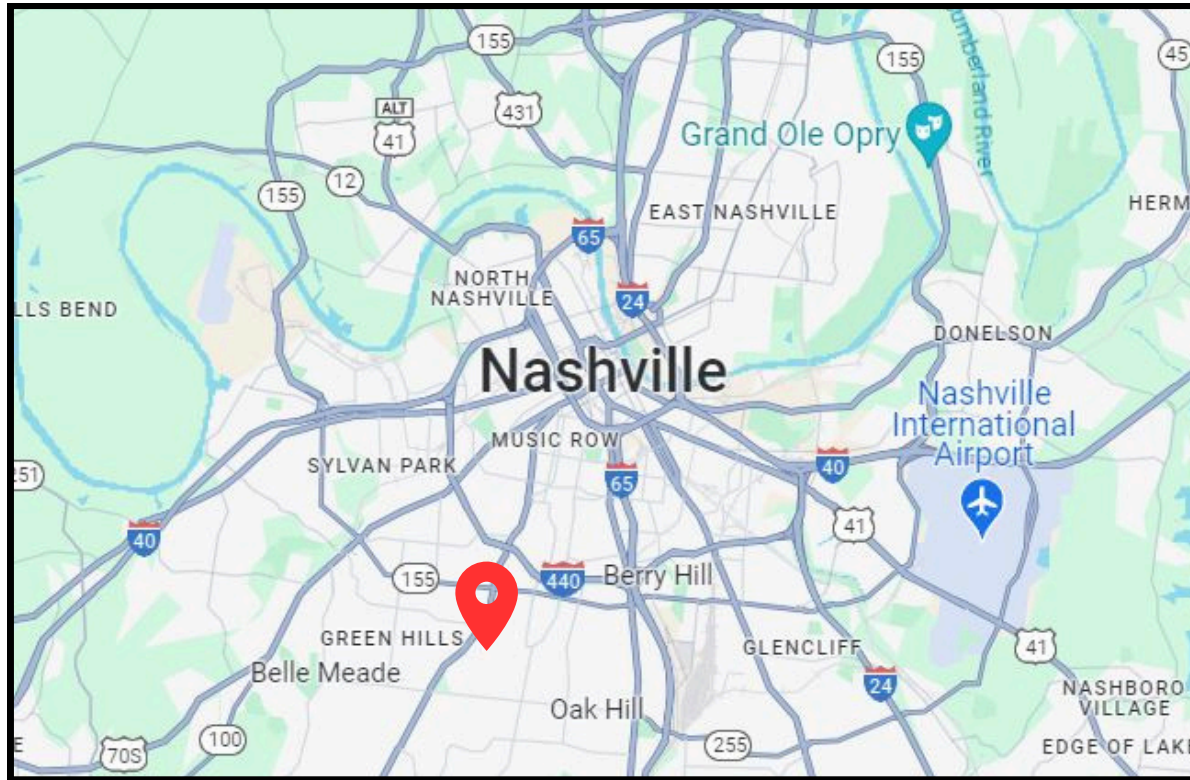 155
155
45
ALT
41
431
Cumberland River
Grand Ole Opry
155
12
EAST NASHVILLE
HERM
65
NORTH
NASHVILLE
24
LLS BEND
DONELSON
Nashville
Nashville
International
Airport
MUSIC ROW
SYLVAN PARK
40
251
65
41
40
155
440
Berry Hill
GREEN HILLS
GLENCLIFF
41
Belle Meade
24
NASHBORO
VILLAGE
Oak Hill
100
255
E
70S
EDGE OF LAKE